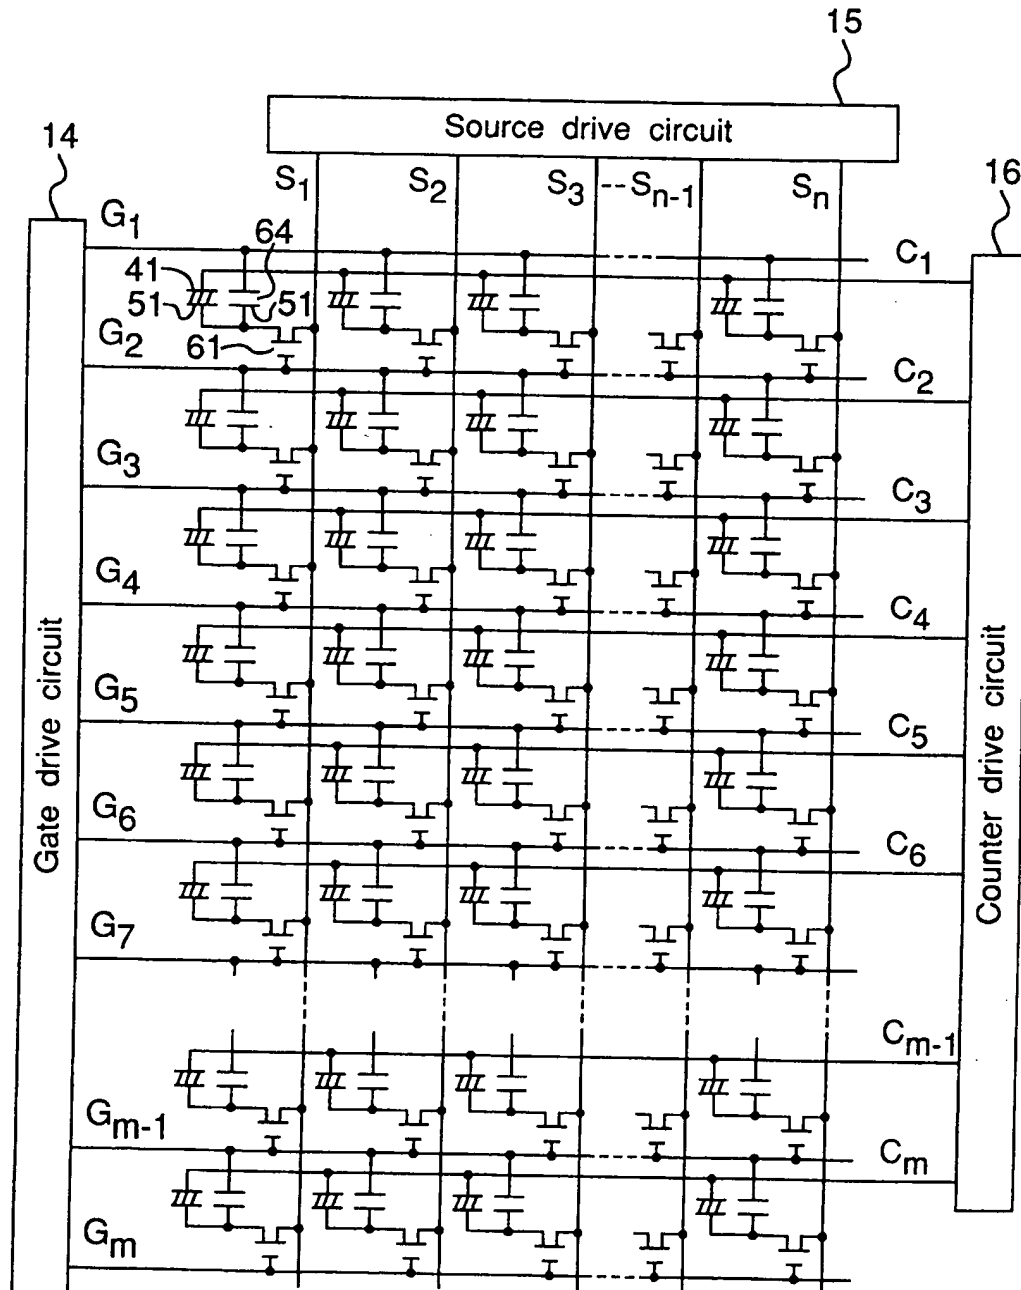 15
Source drive circuit
14
16
S1 S2 S3 --Sn-1 Sn
G1
64
C1
41
51 51
G2
61
C2
G3
C3
G4
C4
Gate drive circuit
G5
C5
Counter drive circuit
G6
C6
G7
Cm-1
Gm-1
Cm
Gm